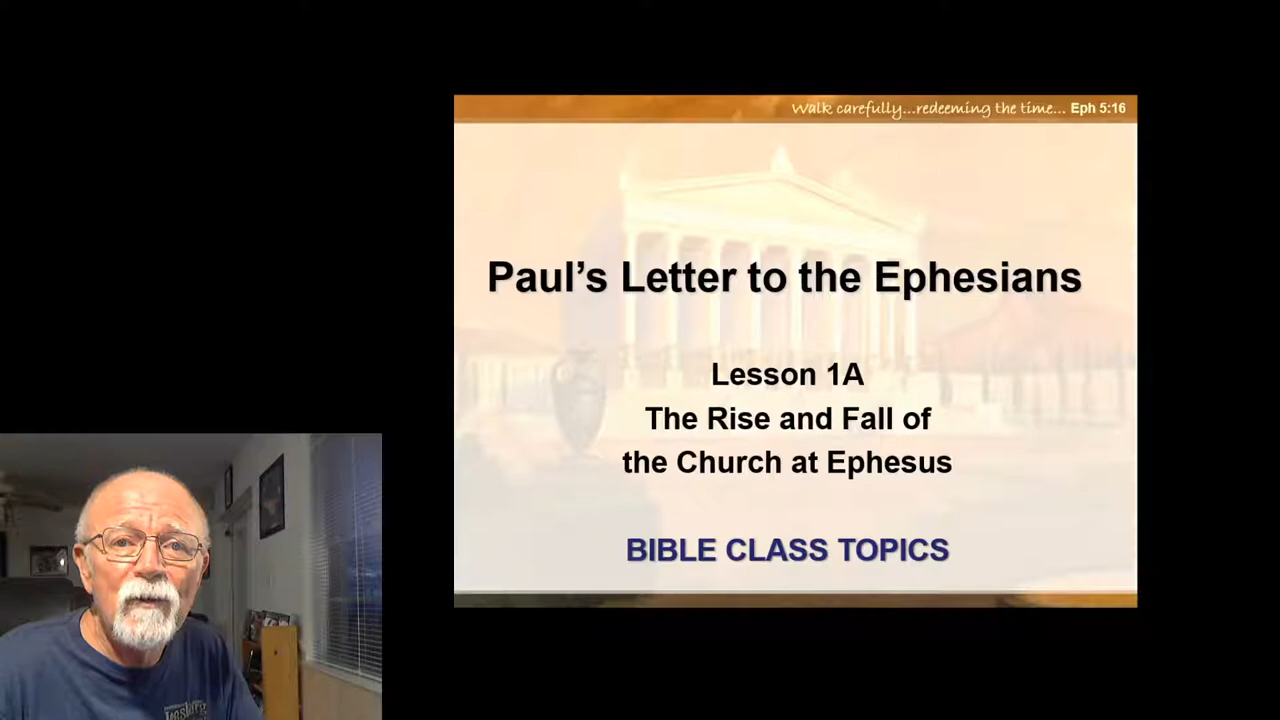 Walk carefully...redeeming the time... Eph 5:16
Paul’s Letter to the Ephesians
Lesson 1A
The Rise and Fall of
the Church at Ephesus
BIBLE CLASS TOPICS